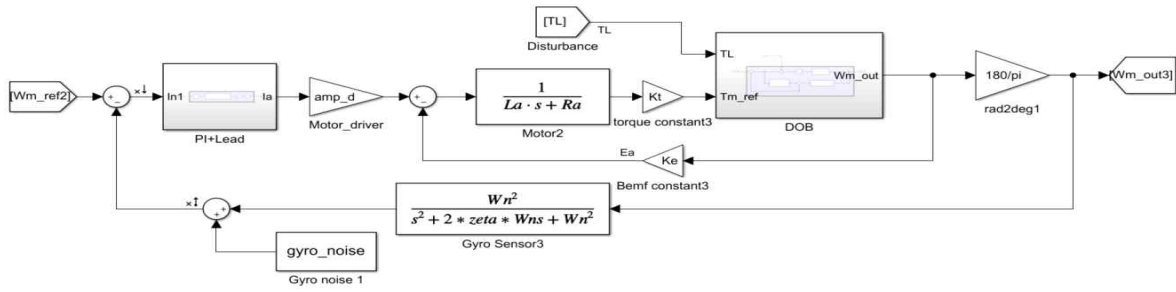 [TL]
TL
Disturbance
[Wm_ref2]
+
-
×↓
In1
Ia
PI+Lead
amp_d
Motor_driver
+
-
1
La · s + Ra
Motor2
Kt
torque constant3
TL
Tm_ref
Wm_out
DOB
180/pi
rad2deg1
[Wm_out3]
Ea
Ke
Bemf constant3
Wn²
s² + 2 * zeta * Wns + Wn²
Gyro Sensor3
×↕
+
+
gyro_noise
Gyro noise 1